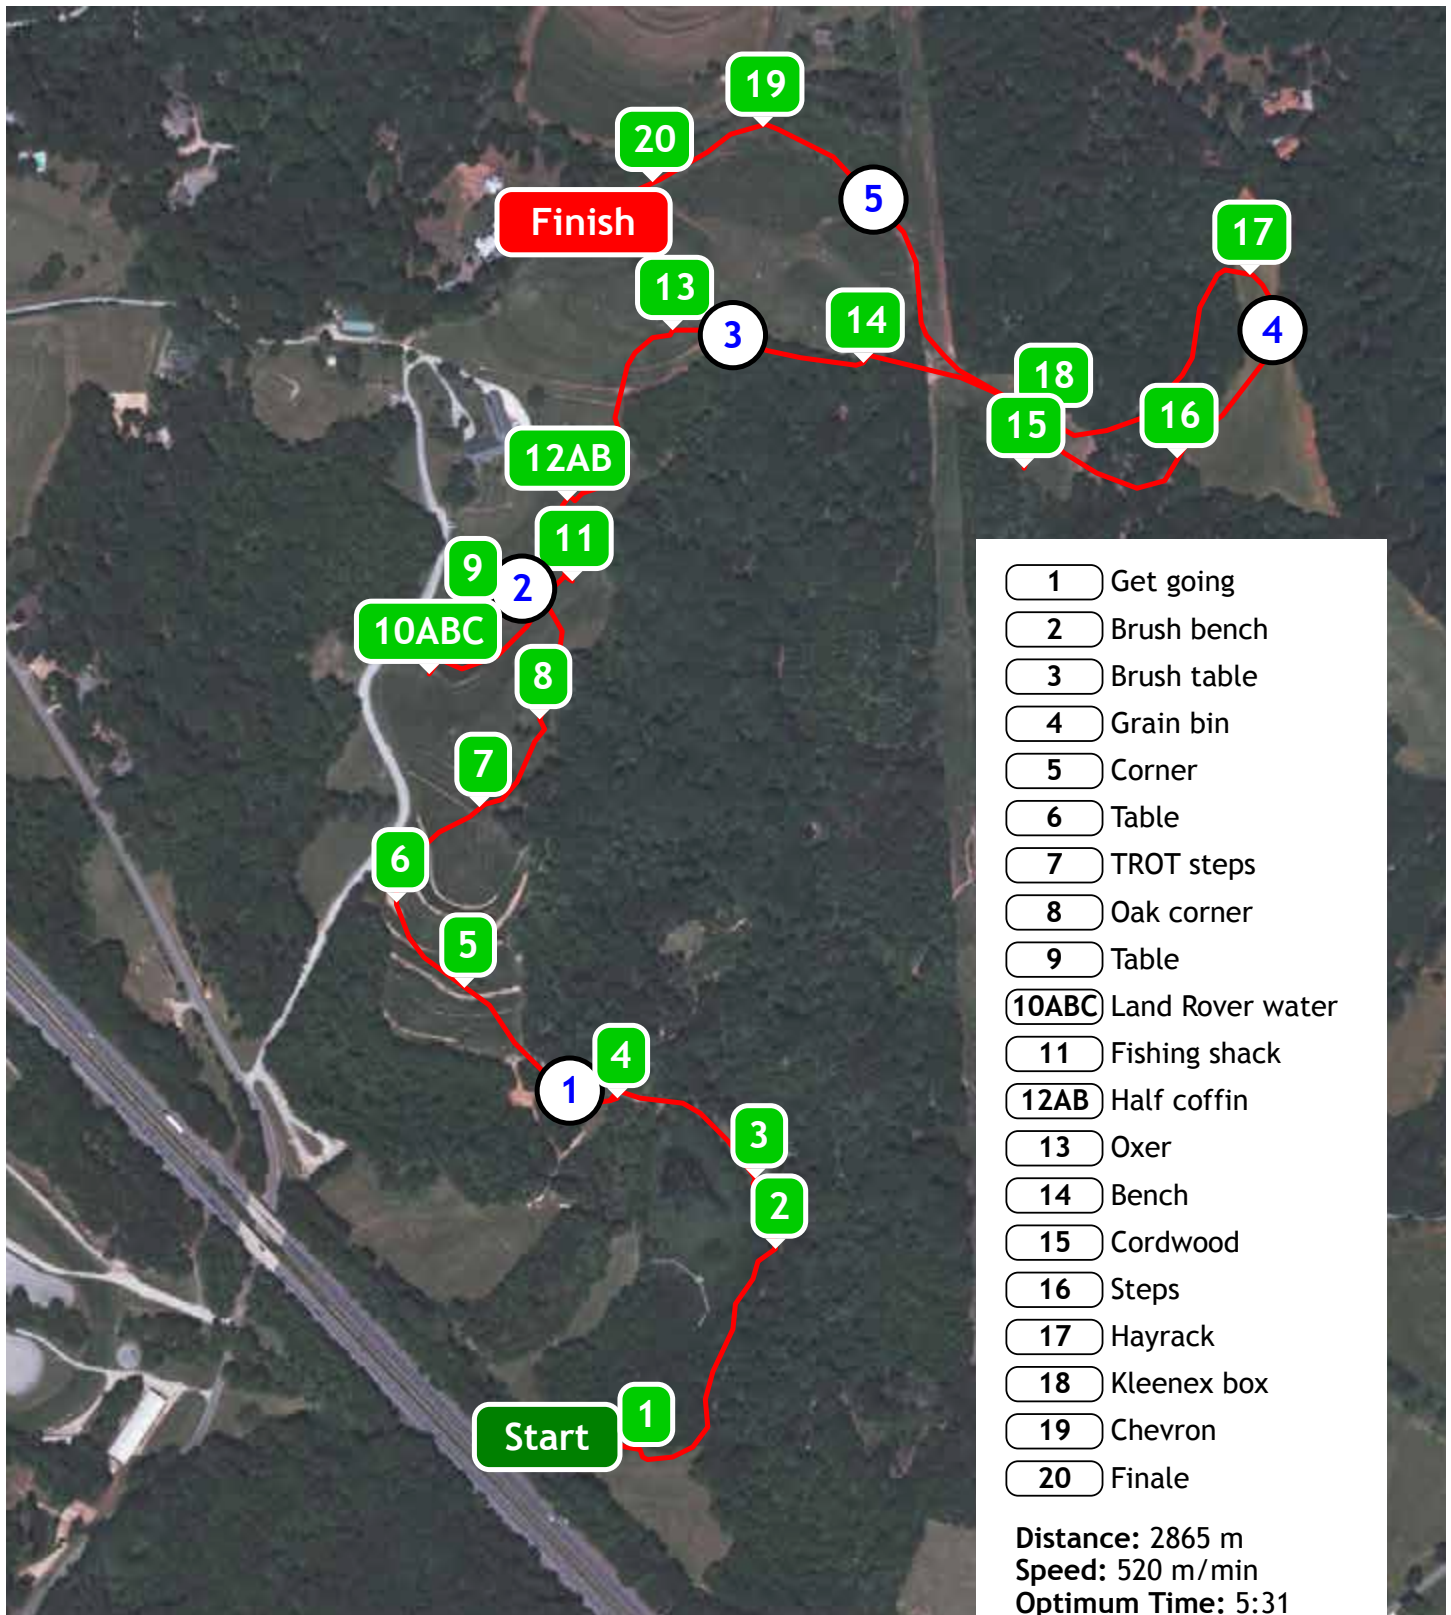 19
20
5
Finish
17
13
3
14
4
18
15
16
12AB
11
9
2
10ABC
8
7
6
5
4
1
3
2
1
Start
1 Get going
2 Brush bench
3 Brush table
4 Grain bin
5 Corner
6 Table
7 TROT steps
8 Oak corner
9 Table
10ABC Land Rover water
11 Fishing shack
12AB Half coffin
13 Oxer
14 Bench
15 Cordwood
16 Steps
17 Hayrack
18 Kleenex box
19 Chevron
20 Finale
Distance: 2865 m
Speed: 520 m/min
Optimum Time: 5:31